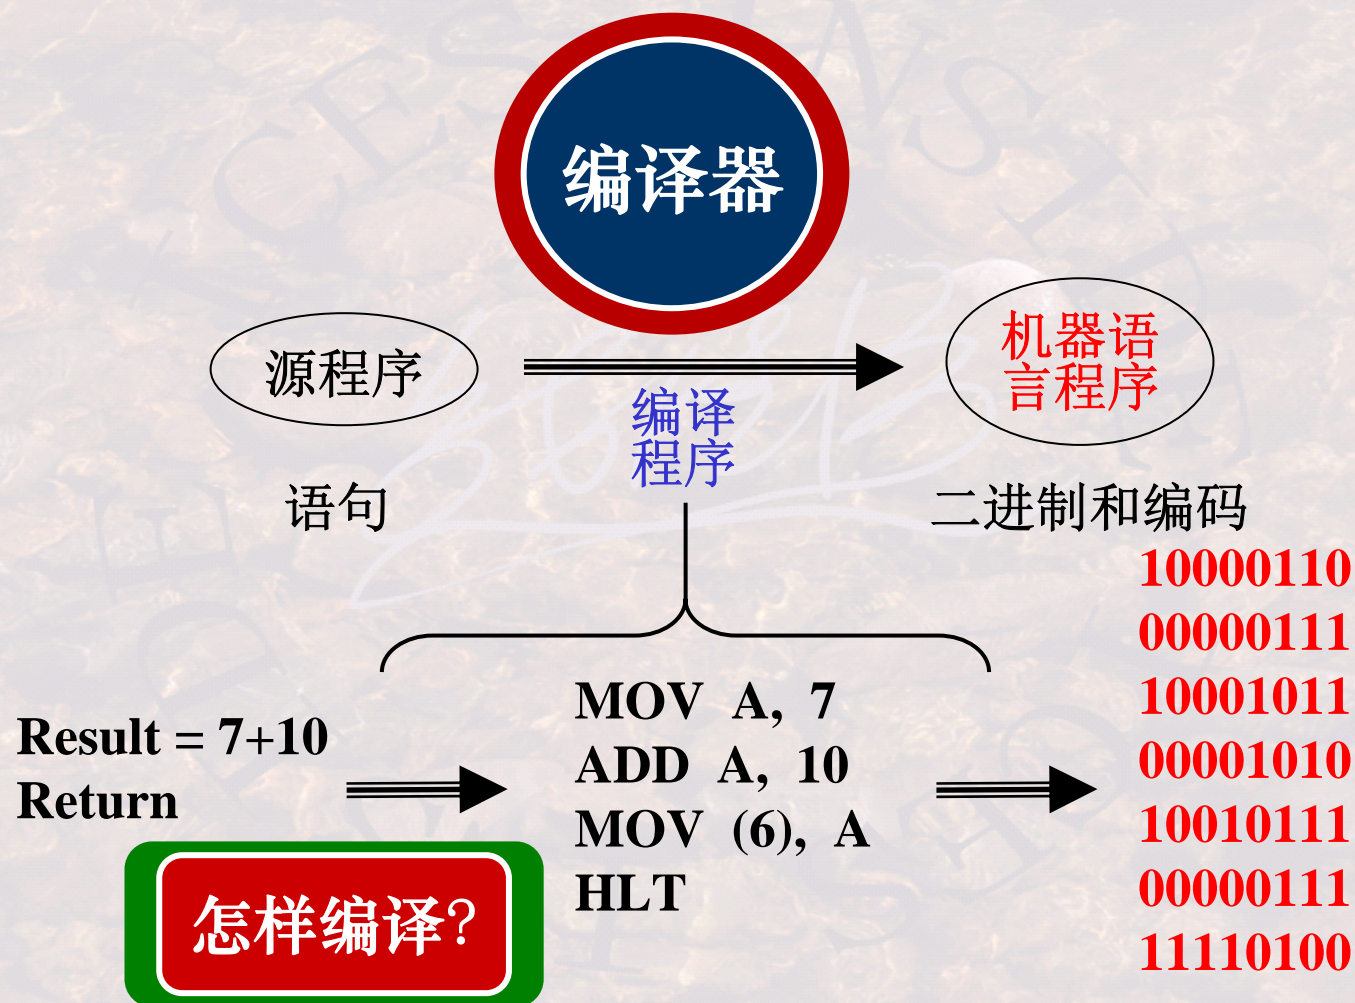 编译器
源程序
机器语
言程序
编译
程序
语句
二进制和编码
Result = 7+10
Return
MOV A, 7
ADD A, 10
MOV (6), A
HLT
10000110
00000111
10001011
00001010
10010111
00000111
11110100
怎样编译?